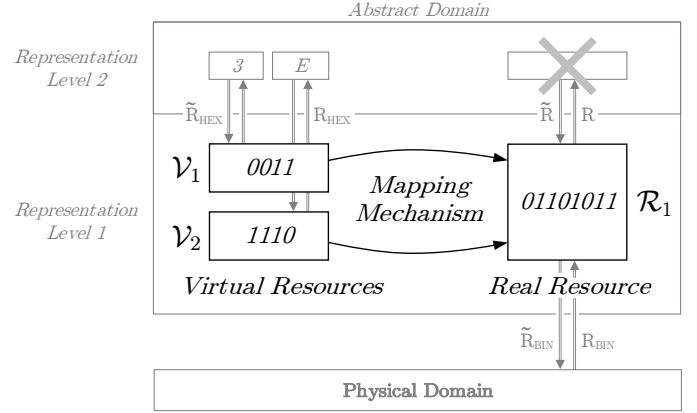 Abstract Domain
Representation
Level 2
3
E
R̃HEX
RHEX
R̃
R
Representation
Level 1
𝒱1
0011
𝒱2
1110
Mapping
Mechanism
01101011
ℛ1
Virtual Resources
Real Resource
R̃BIN
RBIN
Physical Domain